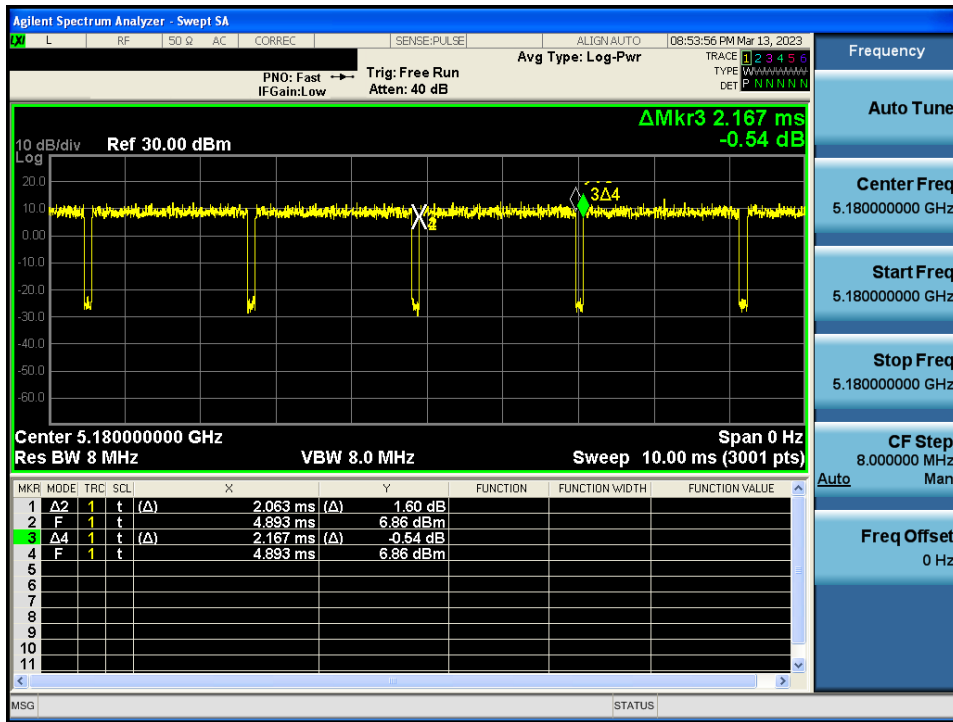 Agilent Spectrum Analyzer - Swept SA
LXI L RF 50 Ω AC CORREC SENSE:PULSE ALIGN AUTO 08:53:56 PM Mar 13, 2023
Frequency
Avg Type: Log-Pwr
TRACE 1 2 3 4 5 6
PNO: Fast Trig: Free Run
TYPE W
IFGain:Low Atten: 40 dB
DET P N N N N N
Auto Tune
ΔMkr3 2.167 ms
-0.54 dB
10 dB/div Ref 30.00 dBm
Log
20.0
10.0
0.00
-10.0
-20.0
-30.0
-40.0
-50.0
-60.0
3Δ4
Center Freq
5.180000000 GHz
Start Freq
5.180000000 GHz
Stop Freq
5.180000000 GHz
Center 5.180000000 GHz Span 0 Hz
Res BW 8 MHz VBW 8.0 MHz Sweep 10.00 ms (3001 pts)
CF Step
8.000000 MHz
Auto Man
MKR MODE TRC SCL X Y FUNCTION FUNCTION WIDTH FUNCTION VALUE
1 Δ2 1 t (Δ) 2.063 ms (Δ) 1.60 dB
2 F 1 t 4.893 ms 6.86 dBm
3 Δ4 1 t (Δ) 2.167 ms (Δ) -0.54 dB
4 F 1 t 4.893 ms 6.86 dBm
5
6
7
8
9
10
11
Freq Offset
0 Hz
MSG STATUS